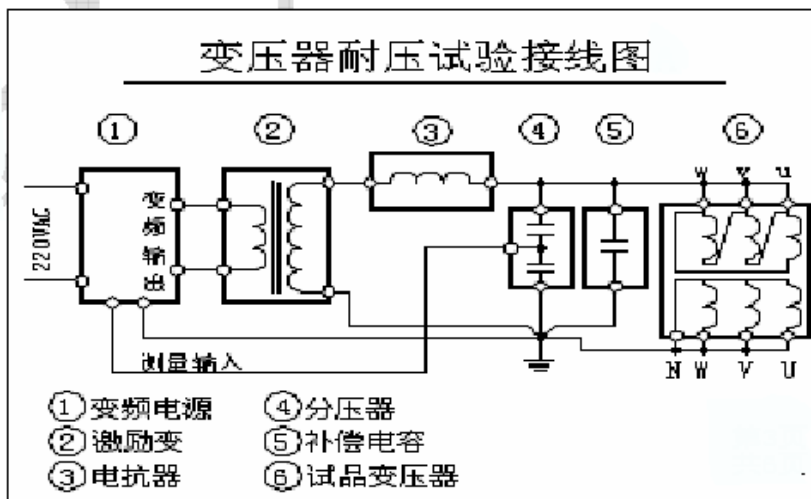 变压器耐压试验接线图
① ② ③ ④ ⑤ ⑥
w v u
220VAC
变频输出
测量输入
N W V U
①变频电源 ④分压器
②激励变 ⑤补偿电容
③电抗器 ⑥试品变压器